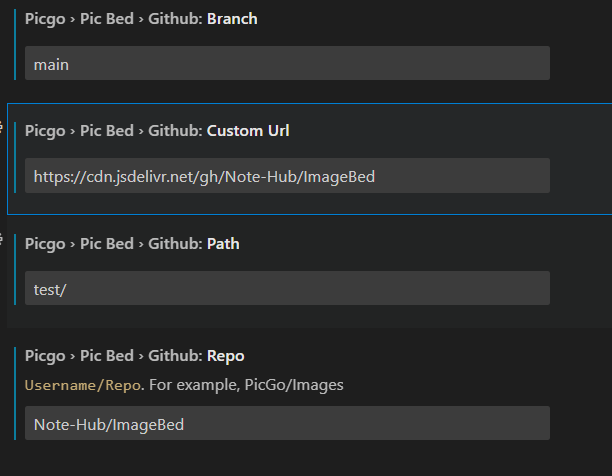 Picgo › Pic Bed › Github: Branch
main
Picgo › Pic Bed › Github: Custom Url
https://cdn.jsdelivr.net/gh/Note-Hub/ImageBed
Picgo › Pic Bed › Github: Path
test/
Picgo › Pic Bed › Github: Repo
Username/Repo. For example, PicGo/Images
Note-Hub/ImageBed